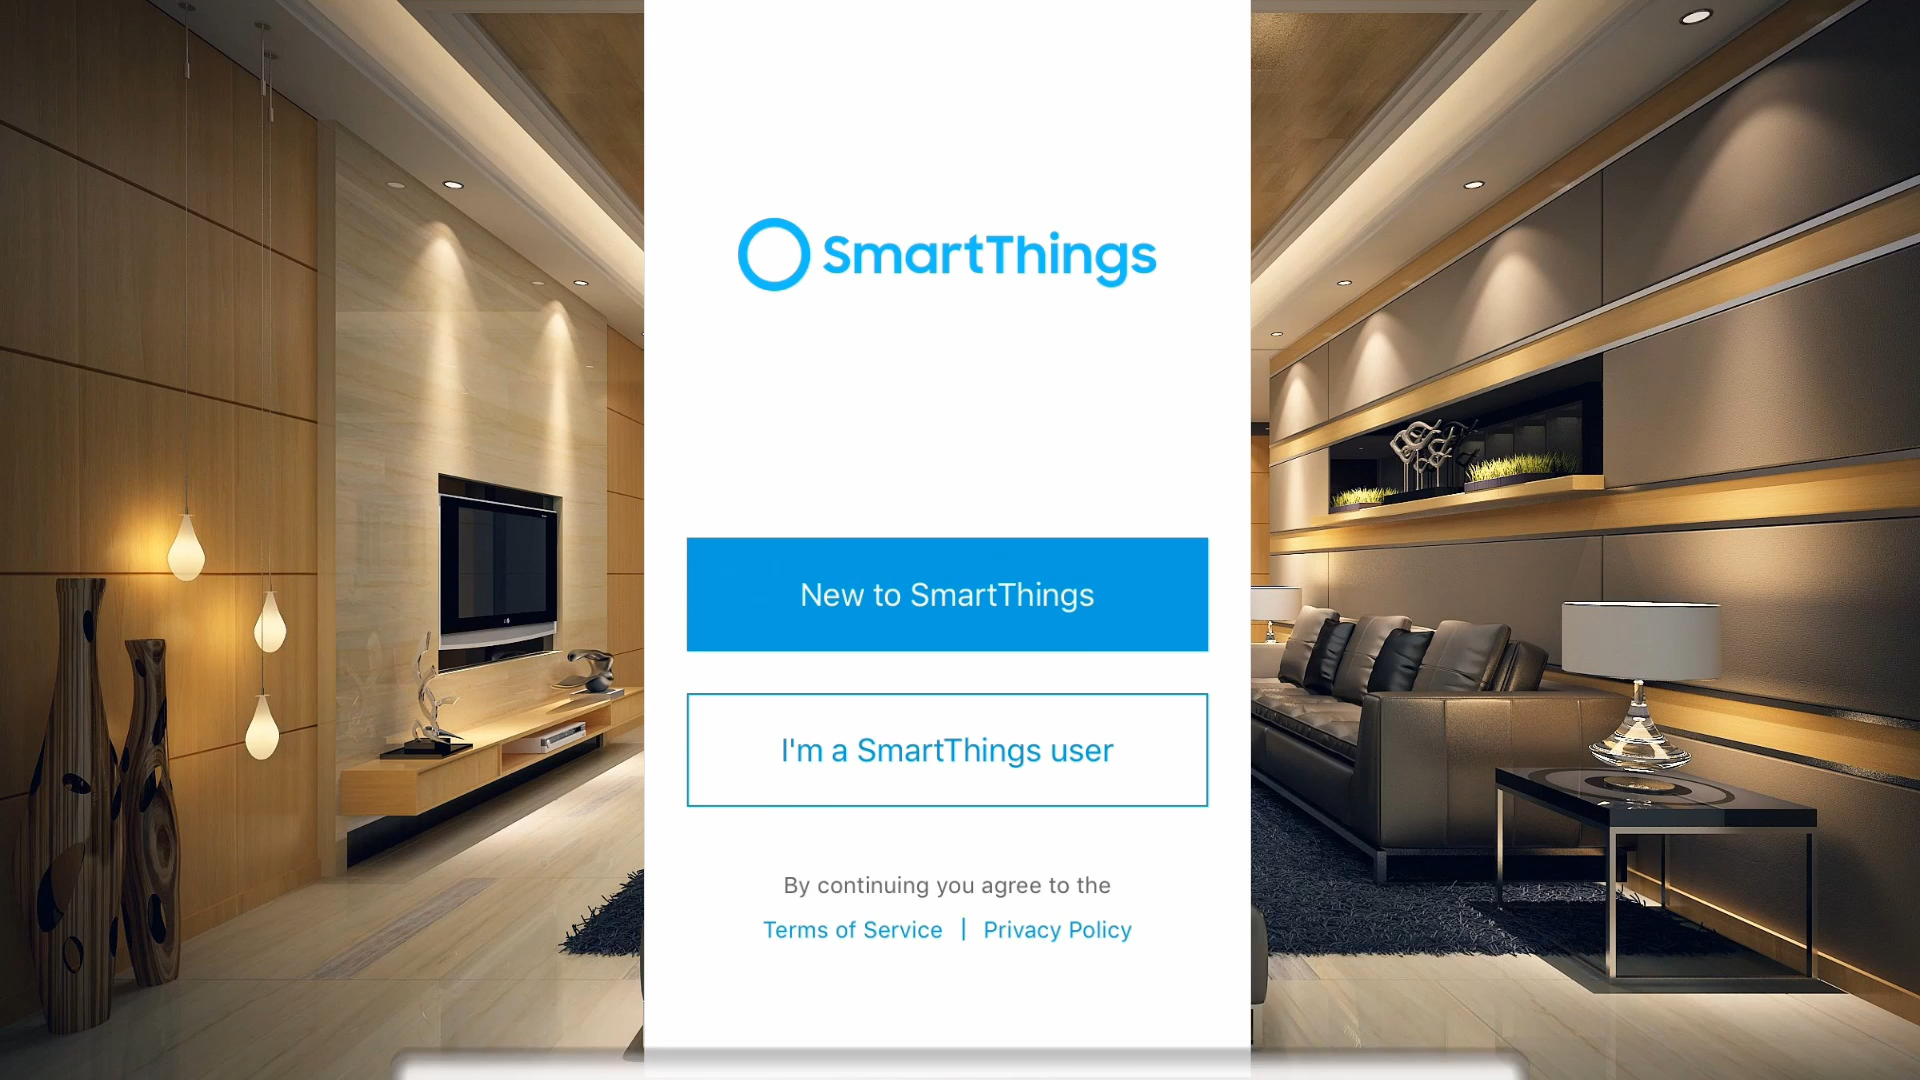 SmartThings
New to SmartThings
I'm a SmartThings user
By continuing you agree to the
Terms of Service | Privacy Policy